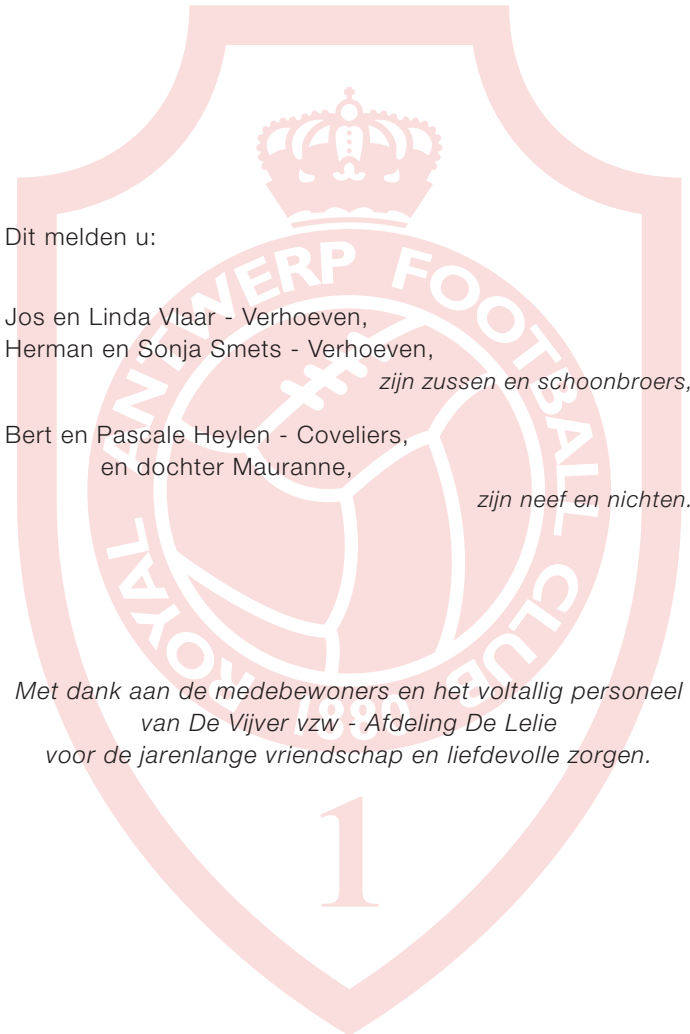 Dit melden u:
Jos en Linda Vlaar - Verhoeven,
Herman en Sonja Smets - Verhoeven,
zijn zussen en schoonbroers,
Bert en Pascale Heylen - Coveliers,
en dochter Mauranne,
zijn neef en nichten.
Met dank aan de medebewoners en het voltallig personeel
van De Vijver vzw - Afdeling De Lelie
voor de jarenlange vriendschap en liefdevolle zorgen.
ROYAL ANTWERP FOOTBALL CLUB
1880
1